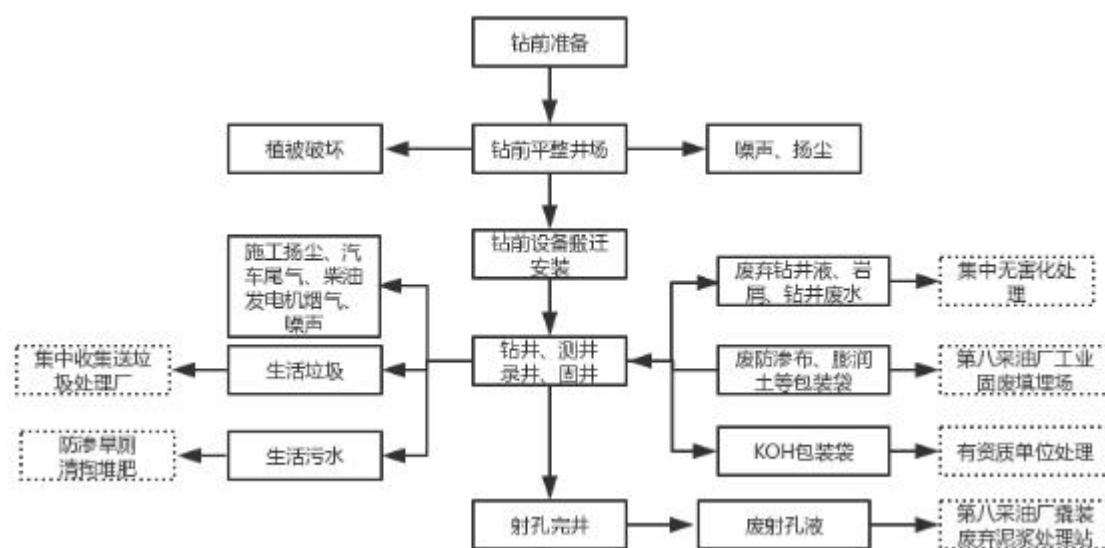 钻前准备
植被破坏
钻前平整井场
噪声、扬尘
钻前设备搬迁
安装
施工扬尘、汽
车尾气、柴油
发电机烟气、
噪声
废弃钻井液、岩
屑、钻井废水
集中无害化处
理
钻井、测井
录井、固井
集中收集送垃
圾处理厂
生活垃圾
废防渗布、膨润
土等包装袋
第八采油厂工业
固废填埋场
防渗旱厕
清掏堆肥
生活污水
KOH包装袋
有资质单位处理
射孔完井
废射孔液
第八采油厂撬装
废弃泥浆处理站